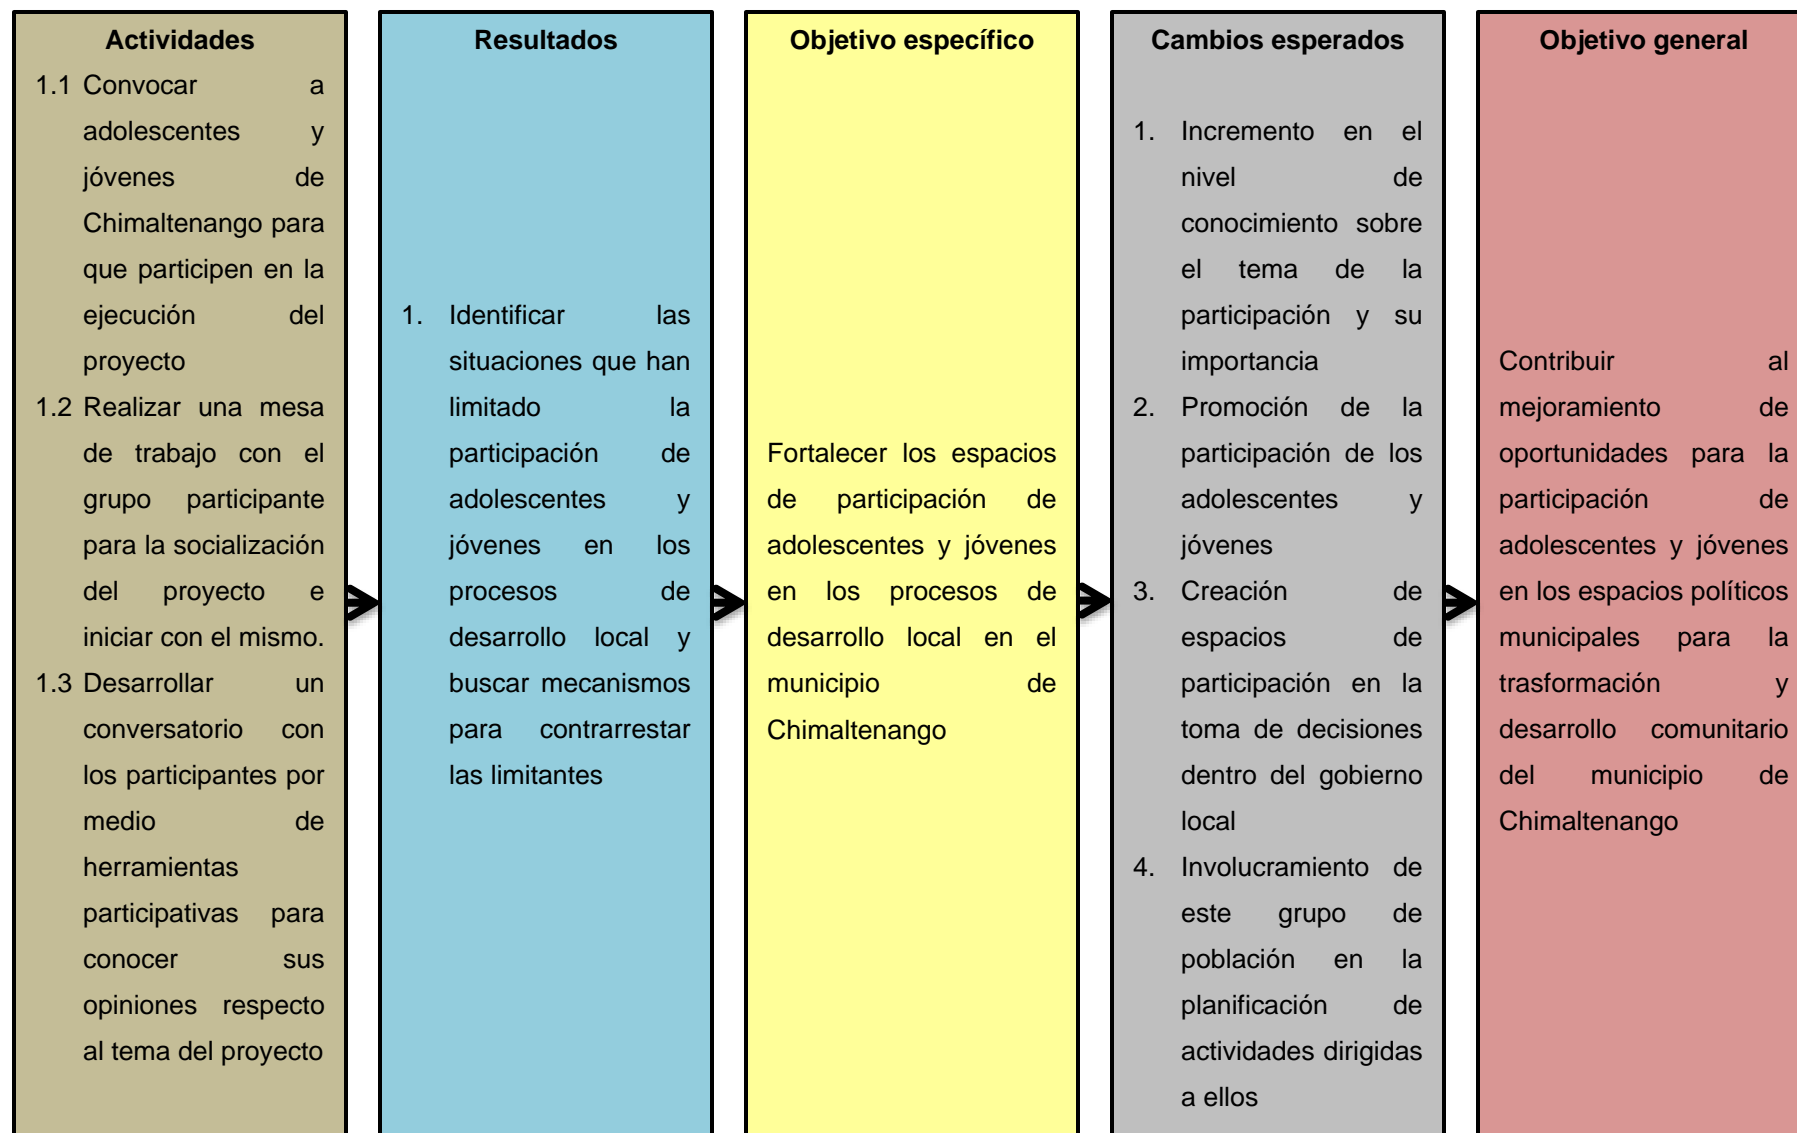 Actividades
1.1 Convocar a
adolescentes y
jóvenes de
Chimaltenango para
que participen en la
ejecución del
proyecto
1.2 Realizar una mesa
de trabajo con el
grupo participante
para la socialización
del proyecto e
iniciar con el mismo.
1.3 Desarrollar un
conversatorio con
los participantes por
medio de
herramientas
participativas para
conocer sus
opiniones respecto
al tema del proyecto
Resultados
1. Identificar las
situaciones que han
limitado la
participación de
adolescentes y
jóvenes en los
procesos de
desarrollo local y
buscar mecanismos
para contrarrestar
las limitantes
Objetivo específico
Fortalecer los espacios
de participación de
adolescentes y jóvenes
en los procesos de
desarrollo local en el
municipio de
Chimaltenango
Cambios esperados
1. Incremento en el
nivel de
conocimiento sobre
el tema de la
participación y su
importancia
2. Promoción de la
participación de los
adolescentes y
jóvenes
3. Creación de
espacios de
participación en la
toma de decisiones
dentro del gobierno
local
4. Involucramiento de
este grupo de
población en la
planificación de
actividades dirigidas
a ellos
Objetivo general
Contribuir al
mejoramiento de
oportunidades para la
participación de
adolescentes y jóvenes
en los espacios políticos
municipales para la
trasformación y
desarrollo comunitario
del municipio de
Chimaltenango